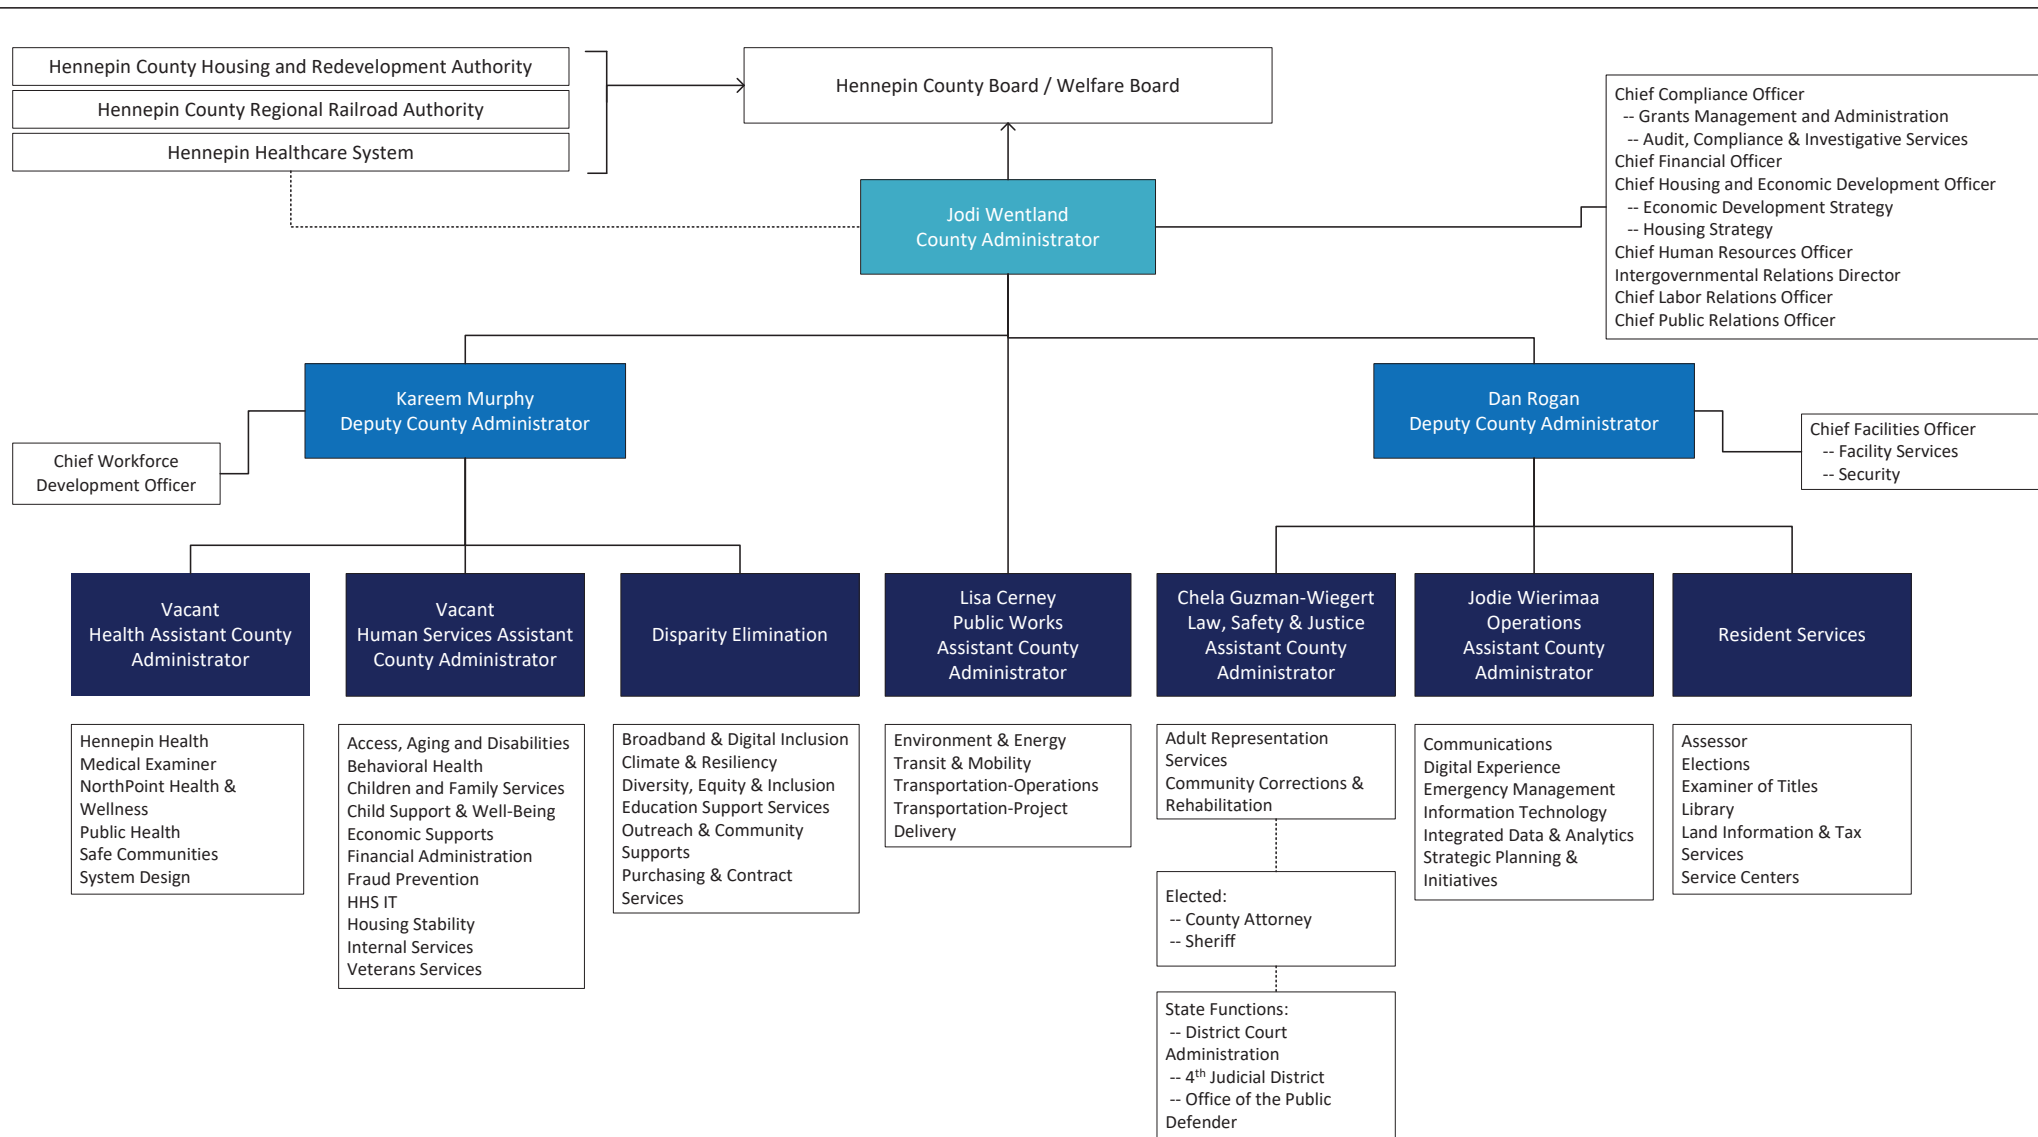 Hennepin County Housing and Redevelopment Authority
Hennepin County Regional Railroad Authority
Hennepin Healthcare System
Hennepin County Board / Welfare Board
Chief Compliance Officer
-- Grants Management and Administration
-- Audit, Compliance & Investigative Services
Chief Financial Officer
Chief Housing and Economic Development Officer
-- Economic Development Strategy
-- Housing Strategy
Chief Human Resources Officer
Intergovernmental Relations Director
Chief Labor Relations Officer
Chief Public Relations Officer
Jodi Wentland
County Administrator
Kareem Murphy
Deputy County Administrator
Dan Rogan
Deputy County Administrator
Chief Workforce
Development Officer
Chief Facilities Officer
-- Facility Services
-- Security
Vacant
Health Assistant County
Administrator
Vacant
Human Services Assistant
County Administrator
Disparity Elimination
Lisa Cerney
Public Works
Assistant County
Administrator
Chela Guzman-Wiegert
Law, Safety & Justice
Assistant County
Administrator
Jodie Wierimaa
Operations
Assistant County
Administrator
Resident Services
Hennepin Health
Medical Examiner
NorthPoint Health &
Wellness
Public Health
Safe Communities
System Design
Access, Aging and Disabilities
Behavioral Health
Children and Family Services
Child Support & Well-Being
Economic Supports
Financial Administration
Fraud Prevention
HHS IT
Housing Stability
Internal Services
Veterans Services
Broadband & Digital Inclusion
Climate & Resiliency
Diversity, Equity & Inclusion
Education Support Services
Outreach & Community
Supports
Purchasing & Contract
Services
Environment & Energy
Transit & Mobility
Transportation-Operations
Transportation-Project
Delivery
Adult Representation
Services
Community Corrections &
Rehabilitation
Elected:
-- County Attorney
-- Sheriff
State Functions:
-- District Court
Administration
-- 4th Judicial District
-- Office of the Public
Defender
Communications
Digital Experience
Emergency Management
Information Technology
Integrated Data & Analytics
Strategic Planning &
Initiatives
Assessor
Elections
Examiner of Titles
Library
Land Information & Tax
Services
Service Centers